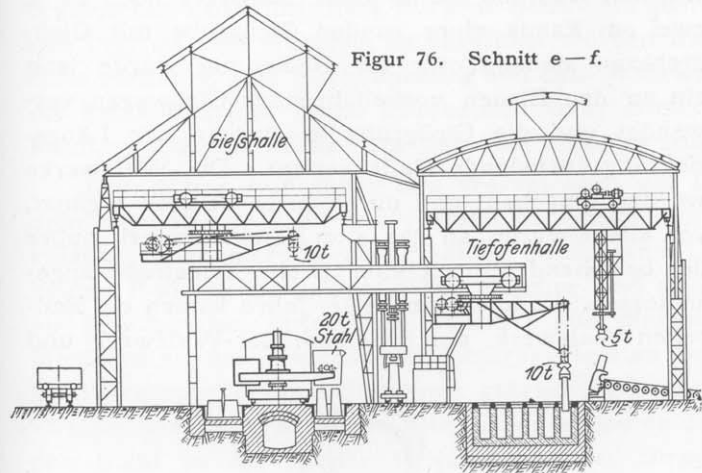 Figur 76. Schnitt e—f.
Gießhalle
10t
Tiefofenhalle
20t
Stahl
10t
5t